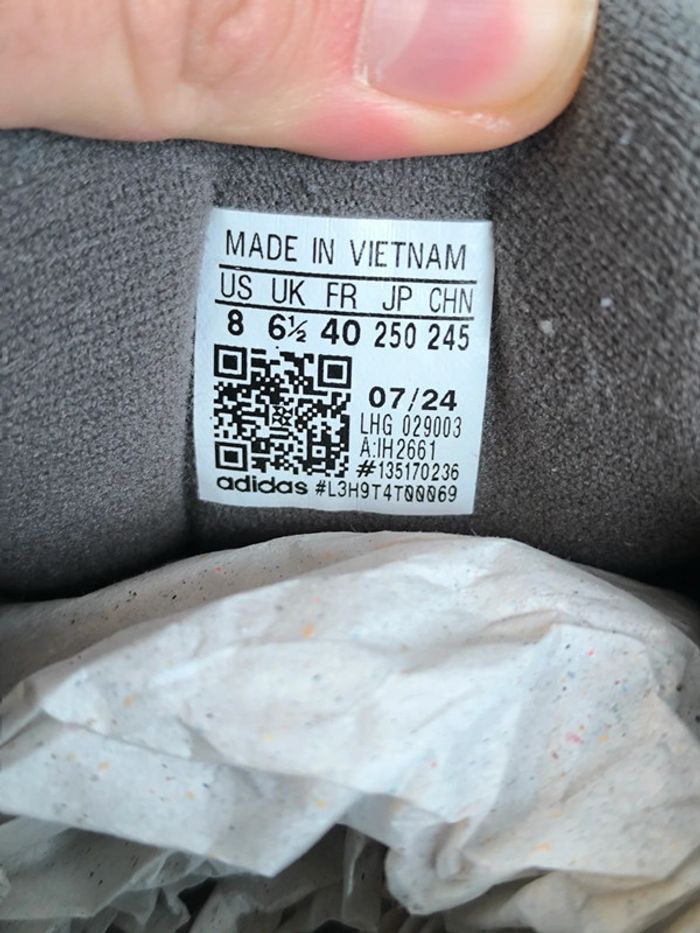 MADE IN VIETNAM
US UK FR JP CHN
8 6½ 40 250 245
07/24
LHG 029003
A:IH2661
#135170236
adidas #L3H9T4T00069